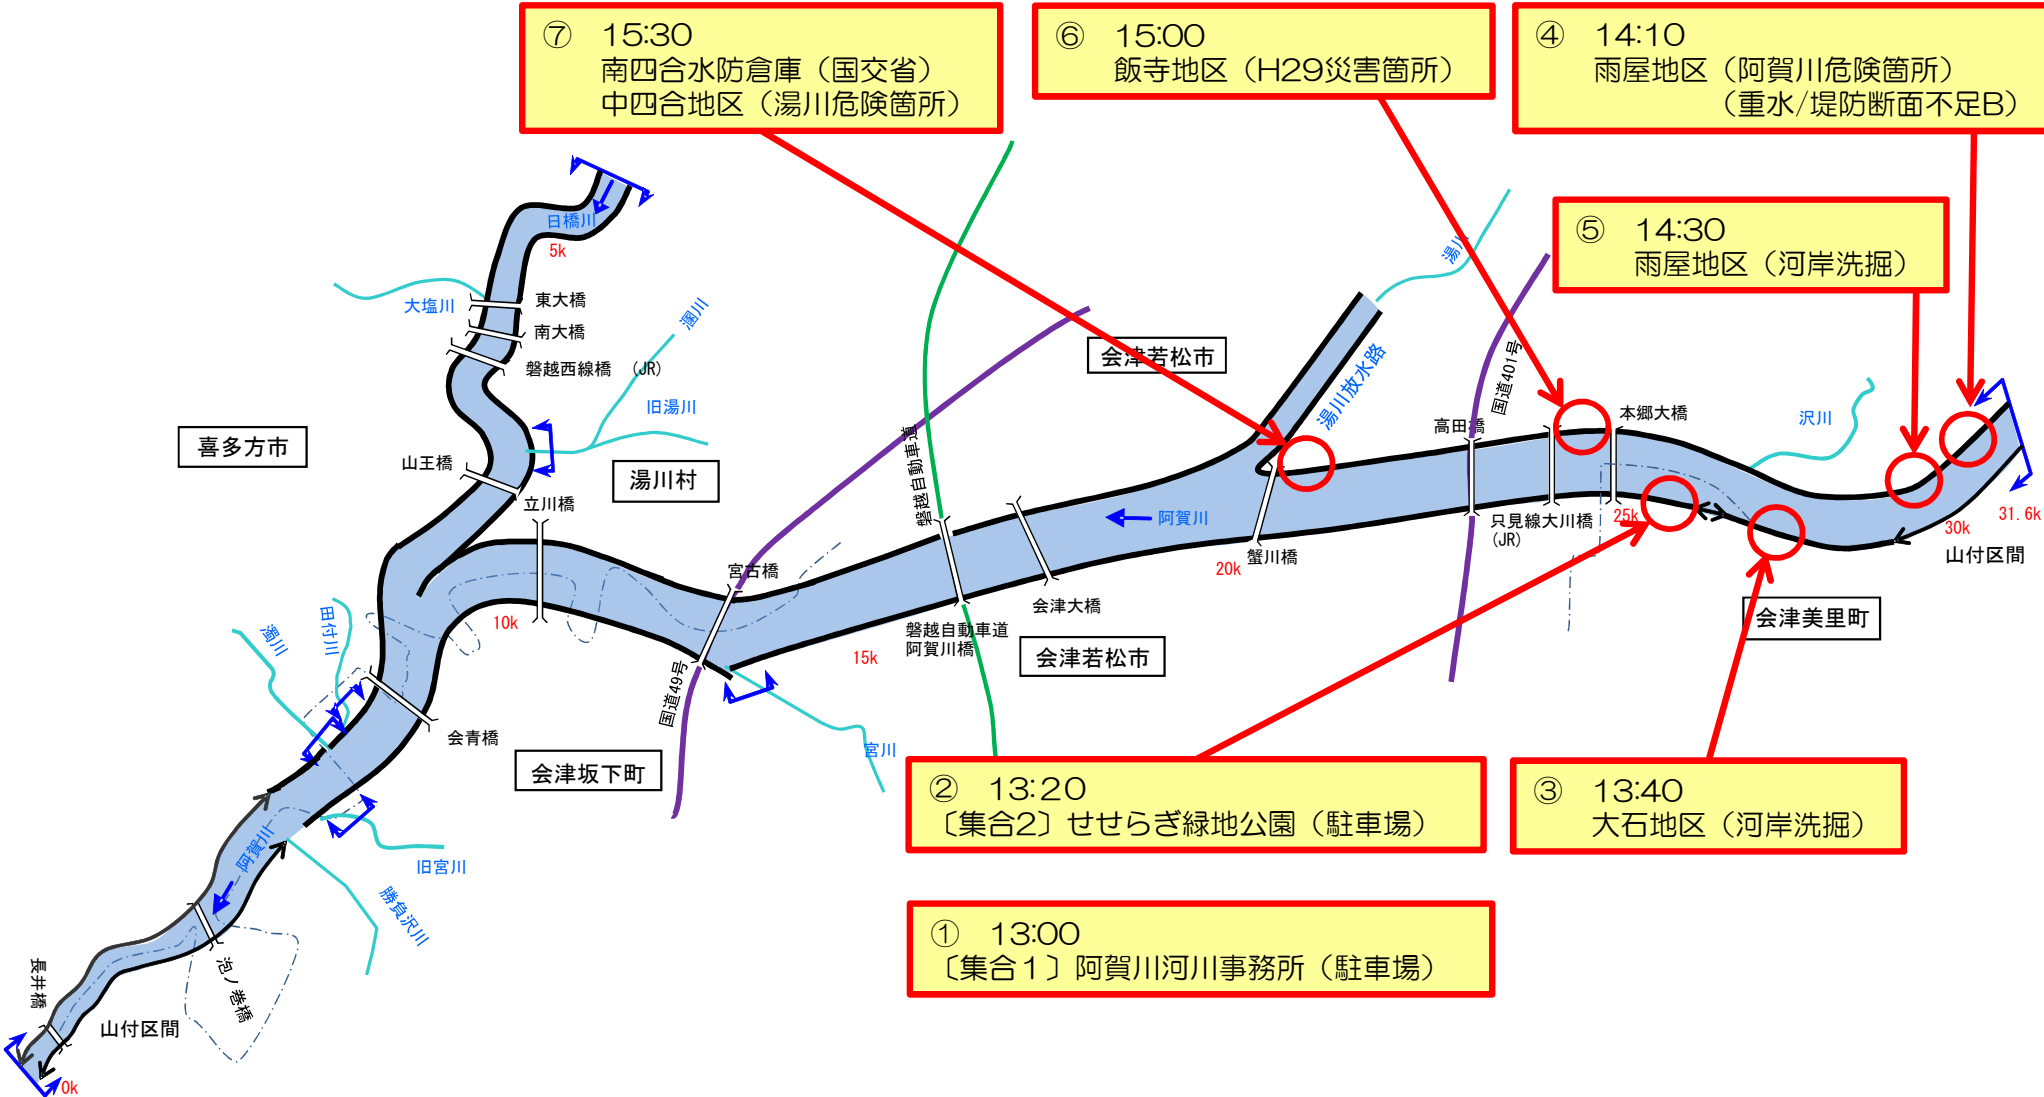 ⑦ 15:30
南四合水防倉庫（国交省）
中四合地区（湯川危険箇所）
⑥ 15:00
飯寺地区（H29災害箇所）
④ 14:10
雨屋地区（阿賀川危険箇所）
（重水/堤防断面不足B）
⑤ 14:30
雨屋地区（河岸洗掘）
日橋川
5k
大塩川
東大橋
南大橋
磐越西線橋 （JR）
旧湯川
喜多方市
山王橋
湯川村
立川橋
会津若松市
磐越自動車道
湯川
湯川放水路
国道401号
高田橋
本郷大橋
沢川
阿賀川
只見線大川橋
(JR)
25k
30k
31.6k
山付区間
蟹川橋
20k
会津大橋
宮古橋
10k
15k
磐越自動車道
阿賀川橋
会津若松市
会津美里町
田付川
濁川
国道49号
会青橋
会津坂下町
宮川
② 13:20
〔集合2〕せせらぎ緑地公園（駐車場）
③ 13:40
大石地区（河岸洗掘）
阿賀川
旧宮川
勝負沢川
① 13:00
〔集合1〕阿賀川河川事務所（駐車場）
長井橋
泡ノ巻橋
山付区間
0k